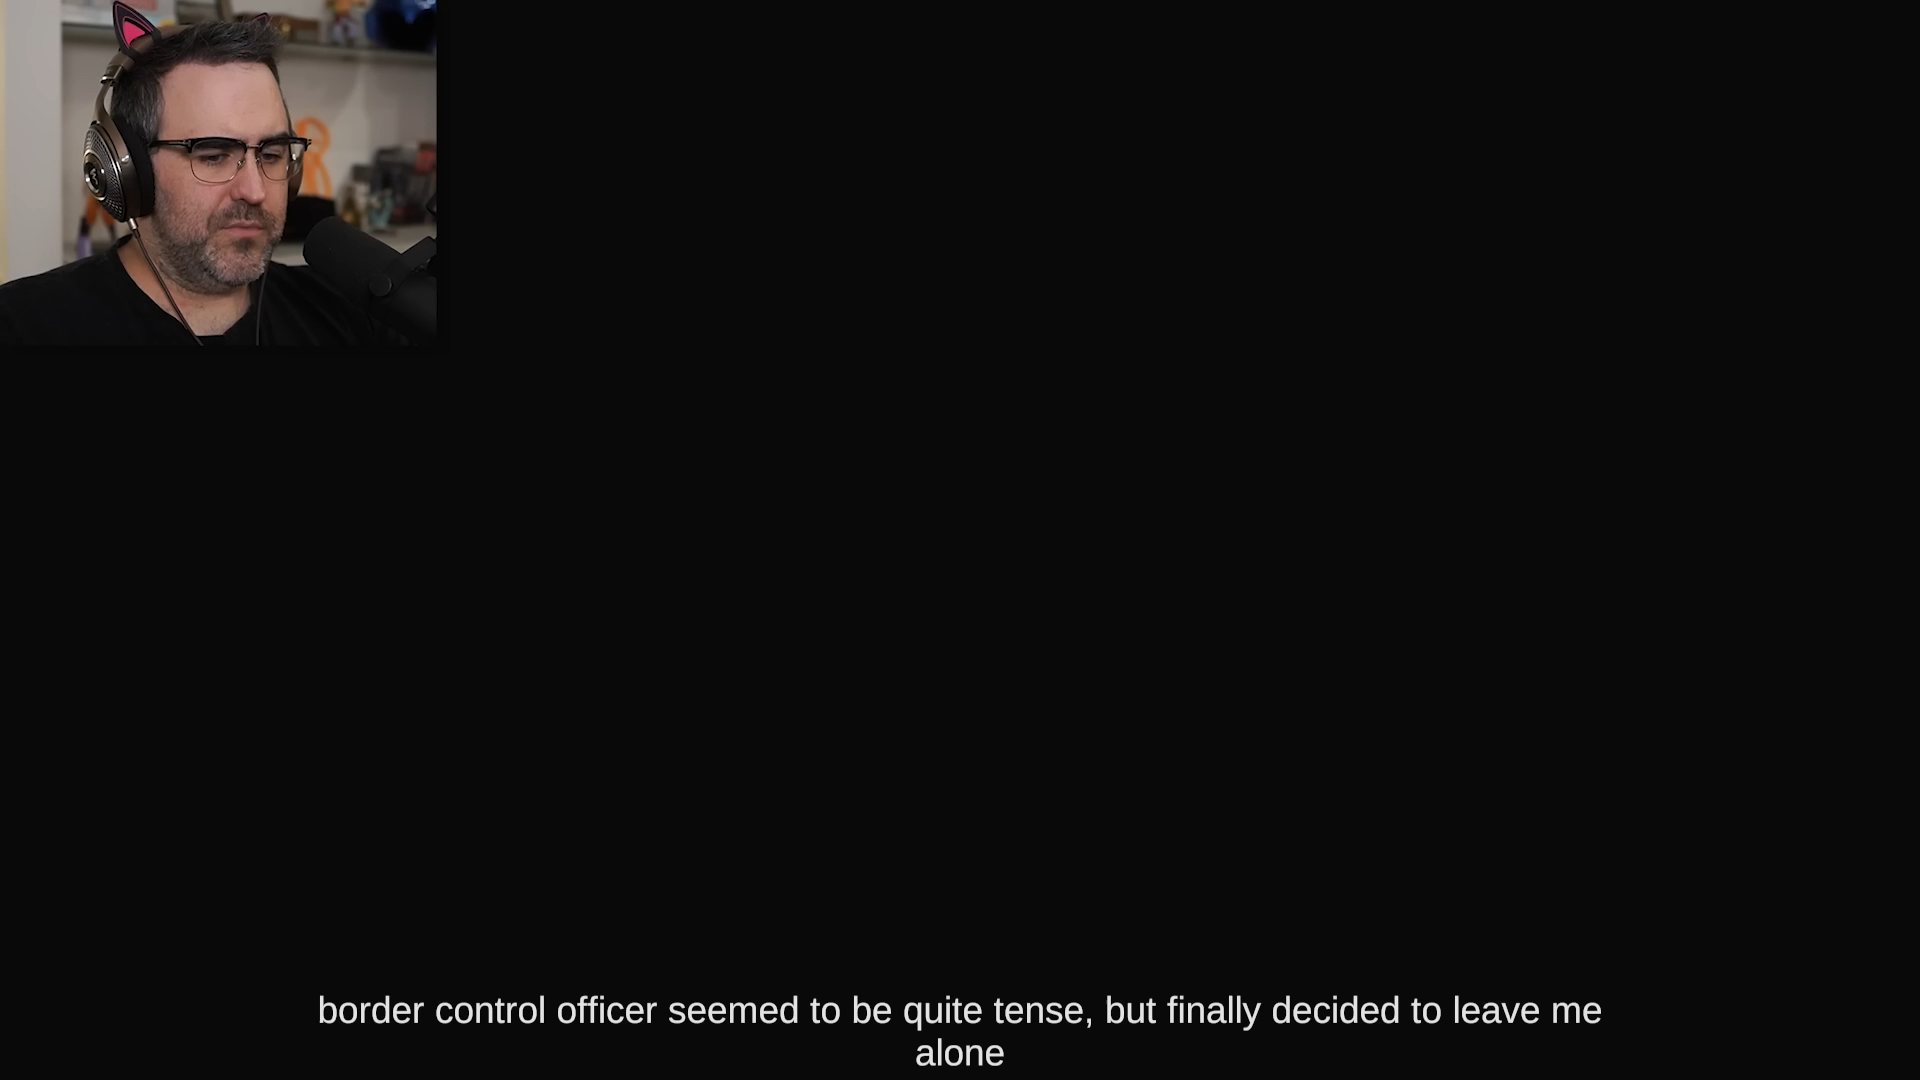 border control officer seemed to be quite tense, but finally decided to leave me
alone